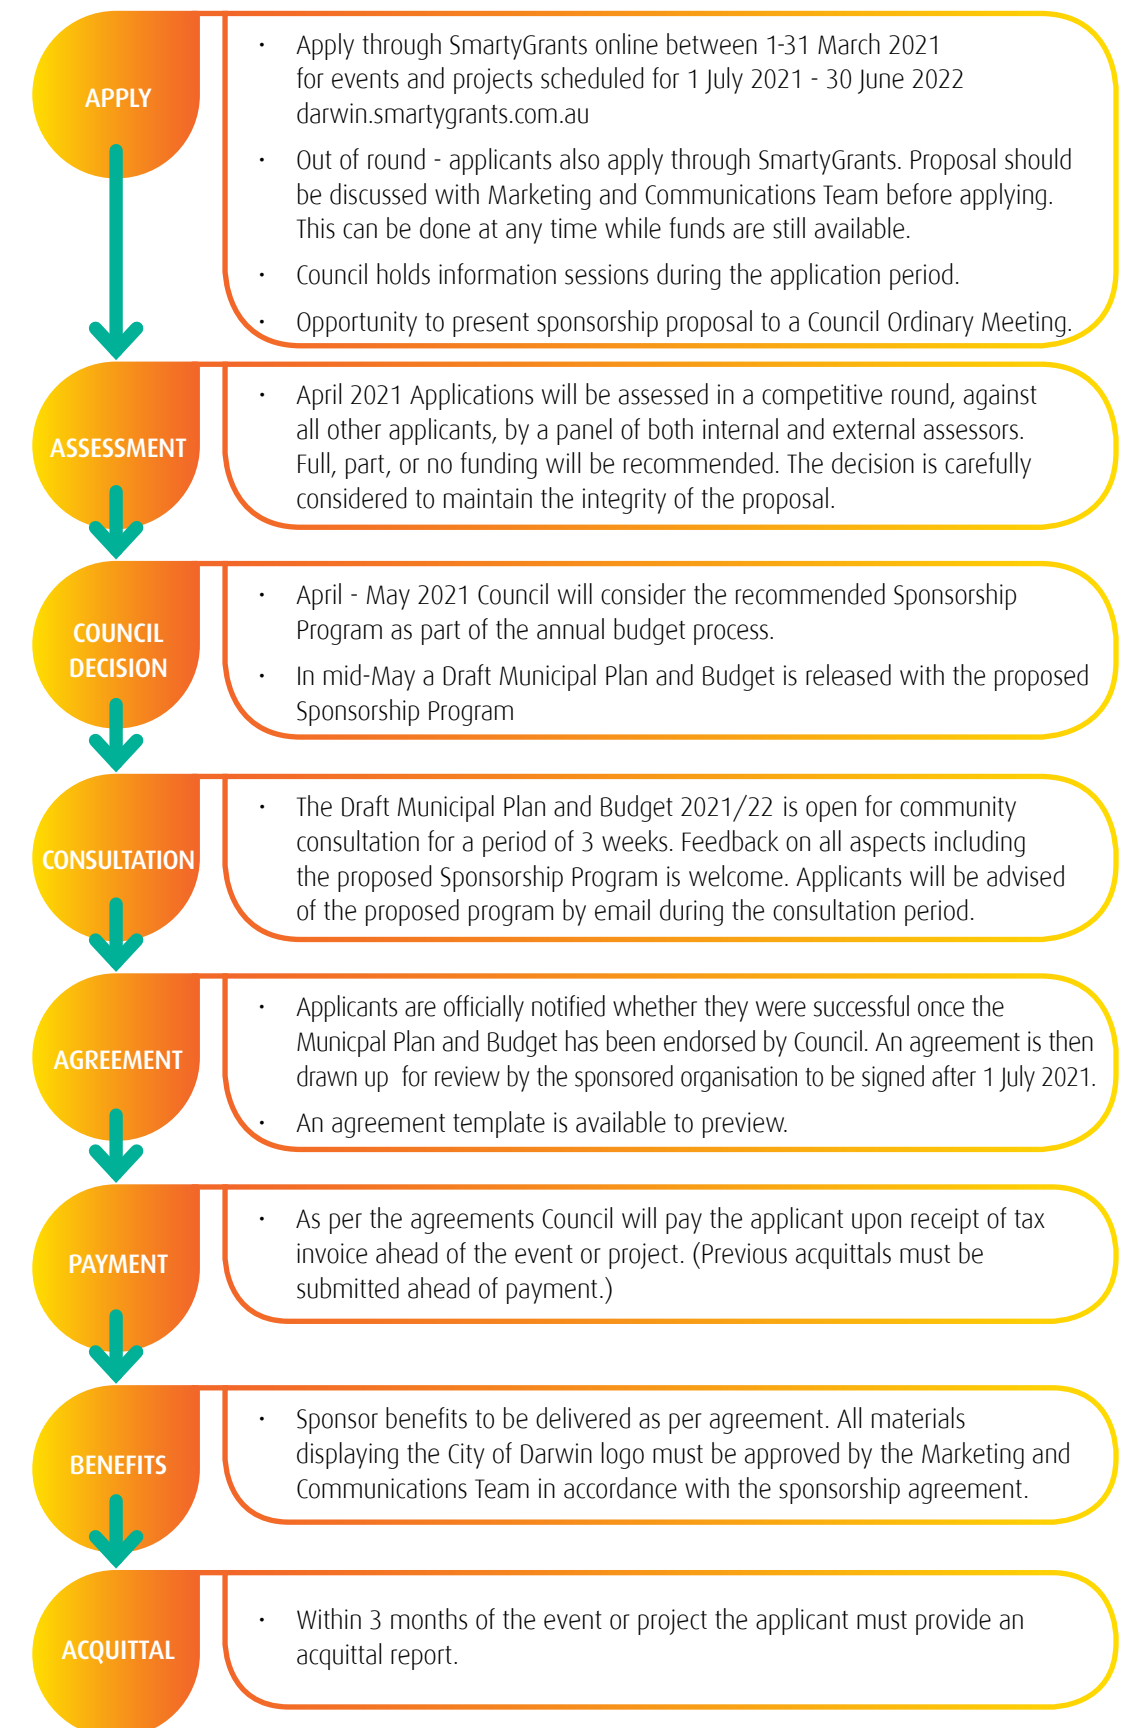 APPLY
· Apply through SmartyGrants online between 1-31 March 2021
for events and projects scheduled for 1 July 2021 - 30 June 2022
darwin.smartygrants.com.au
· Out of round - applicants also apply through SmartyGrants. Proposal should
be discussed with Marketing and Communications Team before applying.
This can be done at any time while funds are still available.
· Council holds information sessions during the application period.
· Opportunity to present sponsorship proposal to a Council Ordinary Meeting.
ASSESSMENT
· April 2021 Applications will be assessed in a competitive round, against
all other applicants, by a panel of both internal and external assessors.
Full, part, or no funding will be recommended. The decision is carefully
considered to maintain the integrity of the proposal.
COUNCIL
DECISION
· April - May 2021 Council will consider the recommended Sponsorship
Program as part of the annual budget process.
· In mid-May a Draft Municipal Plan and Budget is released with the proposed
Sponsorship Program
CONSULTATION
· The Draft Municipal Plan and Budget 2021/22 is open for community
consultation for a period of 3 weeks. Feedback on all aspects including
the proposed Sponsorship Program is welcome. Applicants will be advised
of the proposed program by email during the consultation period.
AGREEMENT
· Applicants are officially notified whether they were successful once the
Municpal Plan and Budget has been endorsed by Council. An agreement is then
drawn up for review by the sponsored organisation to be signed after 1 July 2021.
· An agreement template is available to preview.
PAYMENT
· As per the agreements Council will pay the applicant upon receipt of tax
invoice ahead of the event or project. (Previous acquittals must be
submitted ahead of payment.)
BENEFITS
· Sponsor benefits to be delivered as per agreement. All materials
displaying the City of Darwin logo must be approved by the Marketing and
Communications Team in accordance with the sponsorship agreement.
ACQUITTAL
· Within 3 months of the event or project the applicant must provide an
acquittal report.